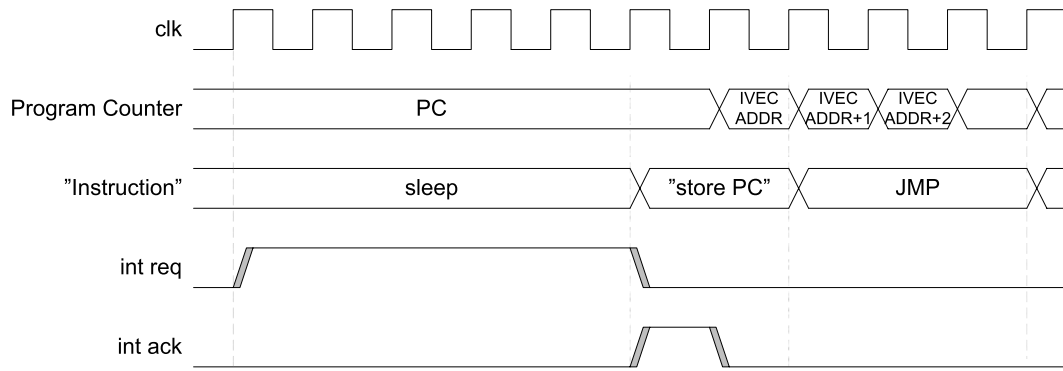 clk
Program Counter
PC
IVEC
ADDR
IVEC
ADDR+1
IVEC
ADDR+2
”Instruction”
sleep
”store PC”
JMP
int req
int ack